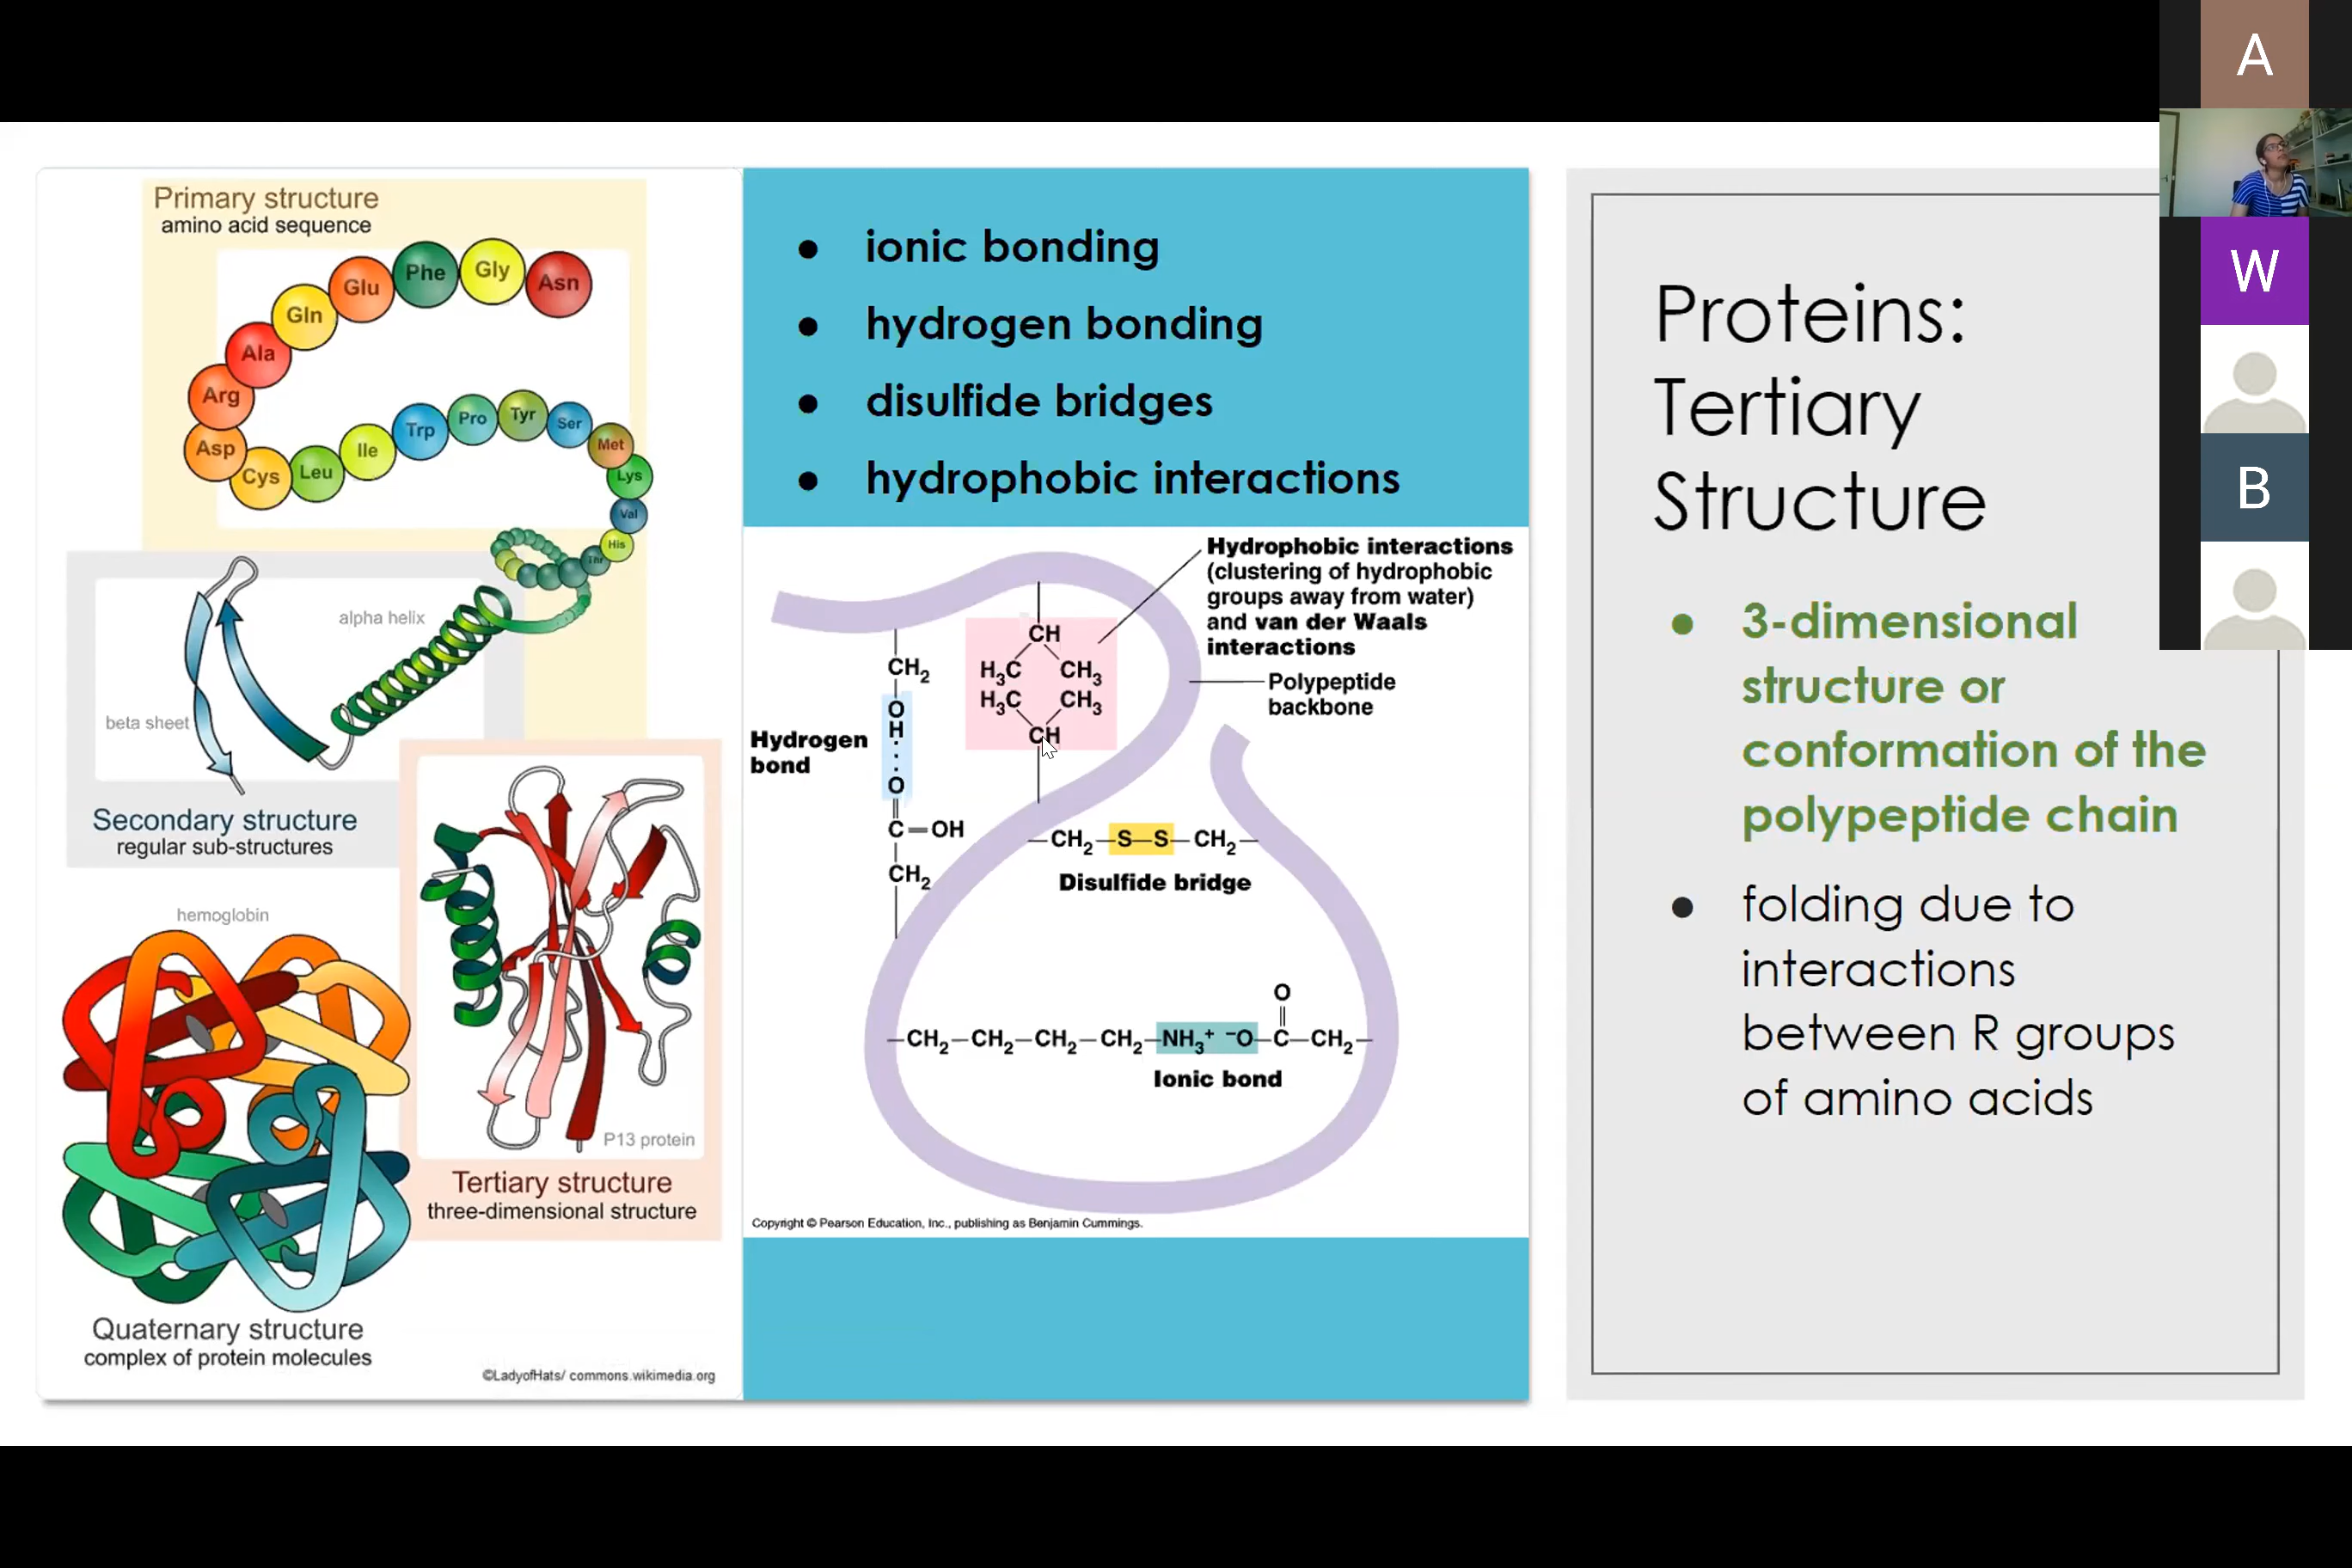 A
W
B
Primary structure
amino acid sequence
Asn
Gly
Phe
Glu
Gln
Ala
Arg
Asp
Cys
Leu
Ile
Trp
Pro
Tyr
Ser
Met
Lys
Val
His
Thr
alpha helix
beta sheet
Secondary structure
regular sub-structures
P13 protein
Tertiary structure
three-dimensional structure
hemoglobin
Quaternary structure
complex of protein molecules
©LadyofHats/ commons.wikimedia.org
● ionic bonding
● hydrogen bonding
● disulfide bridges
● hydrophobic interactions
Hydrophobic interactions
(clustering of hydrophobic
groups away from water)
and van der Waals
interactions
Polypeptide
backbone
CH
H₃C CH₃
H₃C CH₃
CH
CH₂
O
H
O
C—OH
CH₂
Hydrogen
bond
—CH₂—S—S—CH₂—
Disulfide bridge
O
—CH₂—CH₂—CH₂—CH₂—NH₃⁺ ⁻O—C—CH₂—
Ionic bond
Copyright © Pearson Education, Inc., publishing as Benjamin Cummings.
Proteins:
Tertiary
Structure
● 3-dimensional
structure or
conformation of the
polypeptide chain
● folding due to
interactions
between R groups
of amino acids